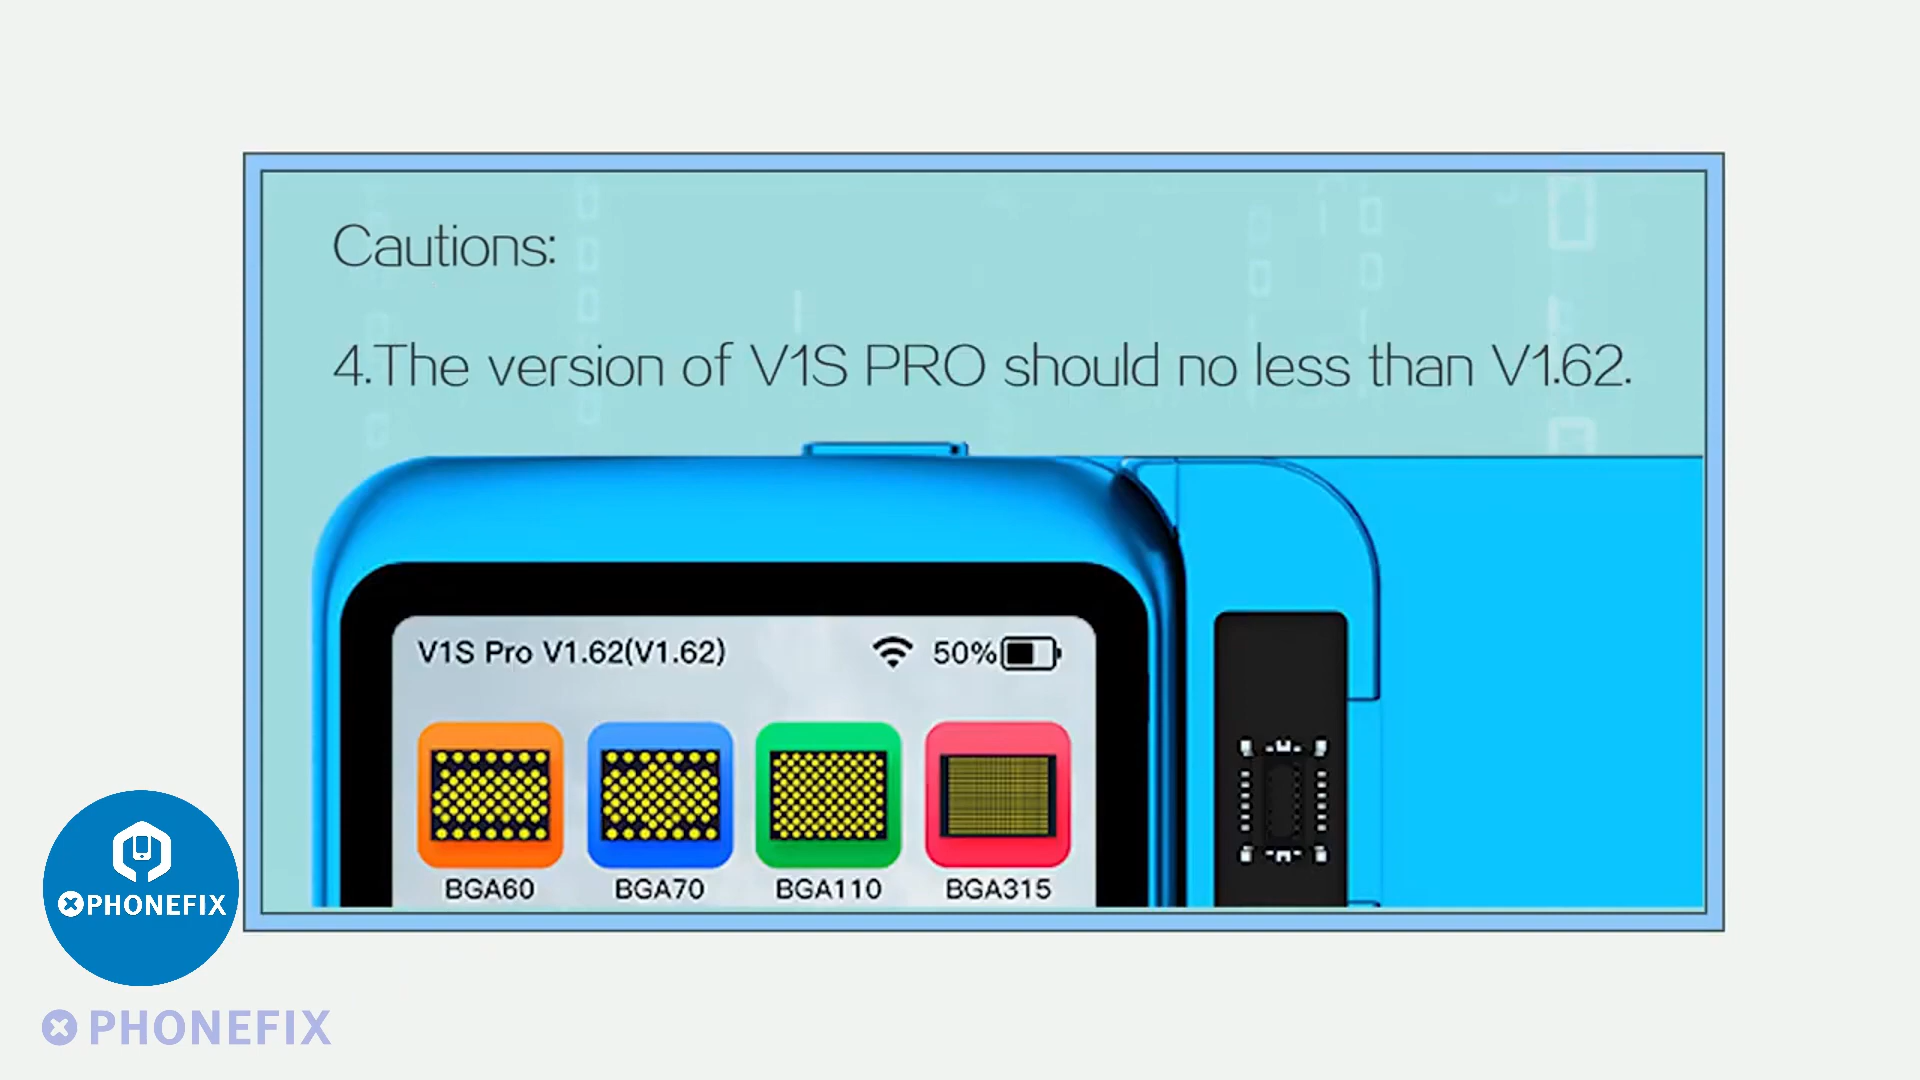 Cautions:
4.The version of V1S PRO should no less than V1.62.
V1S Pro V1.62(V1.62) 50%
BGA60 BGA70 BGA110 BGA315
PHONEFIX
PHONEFIX